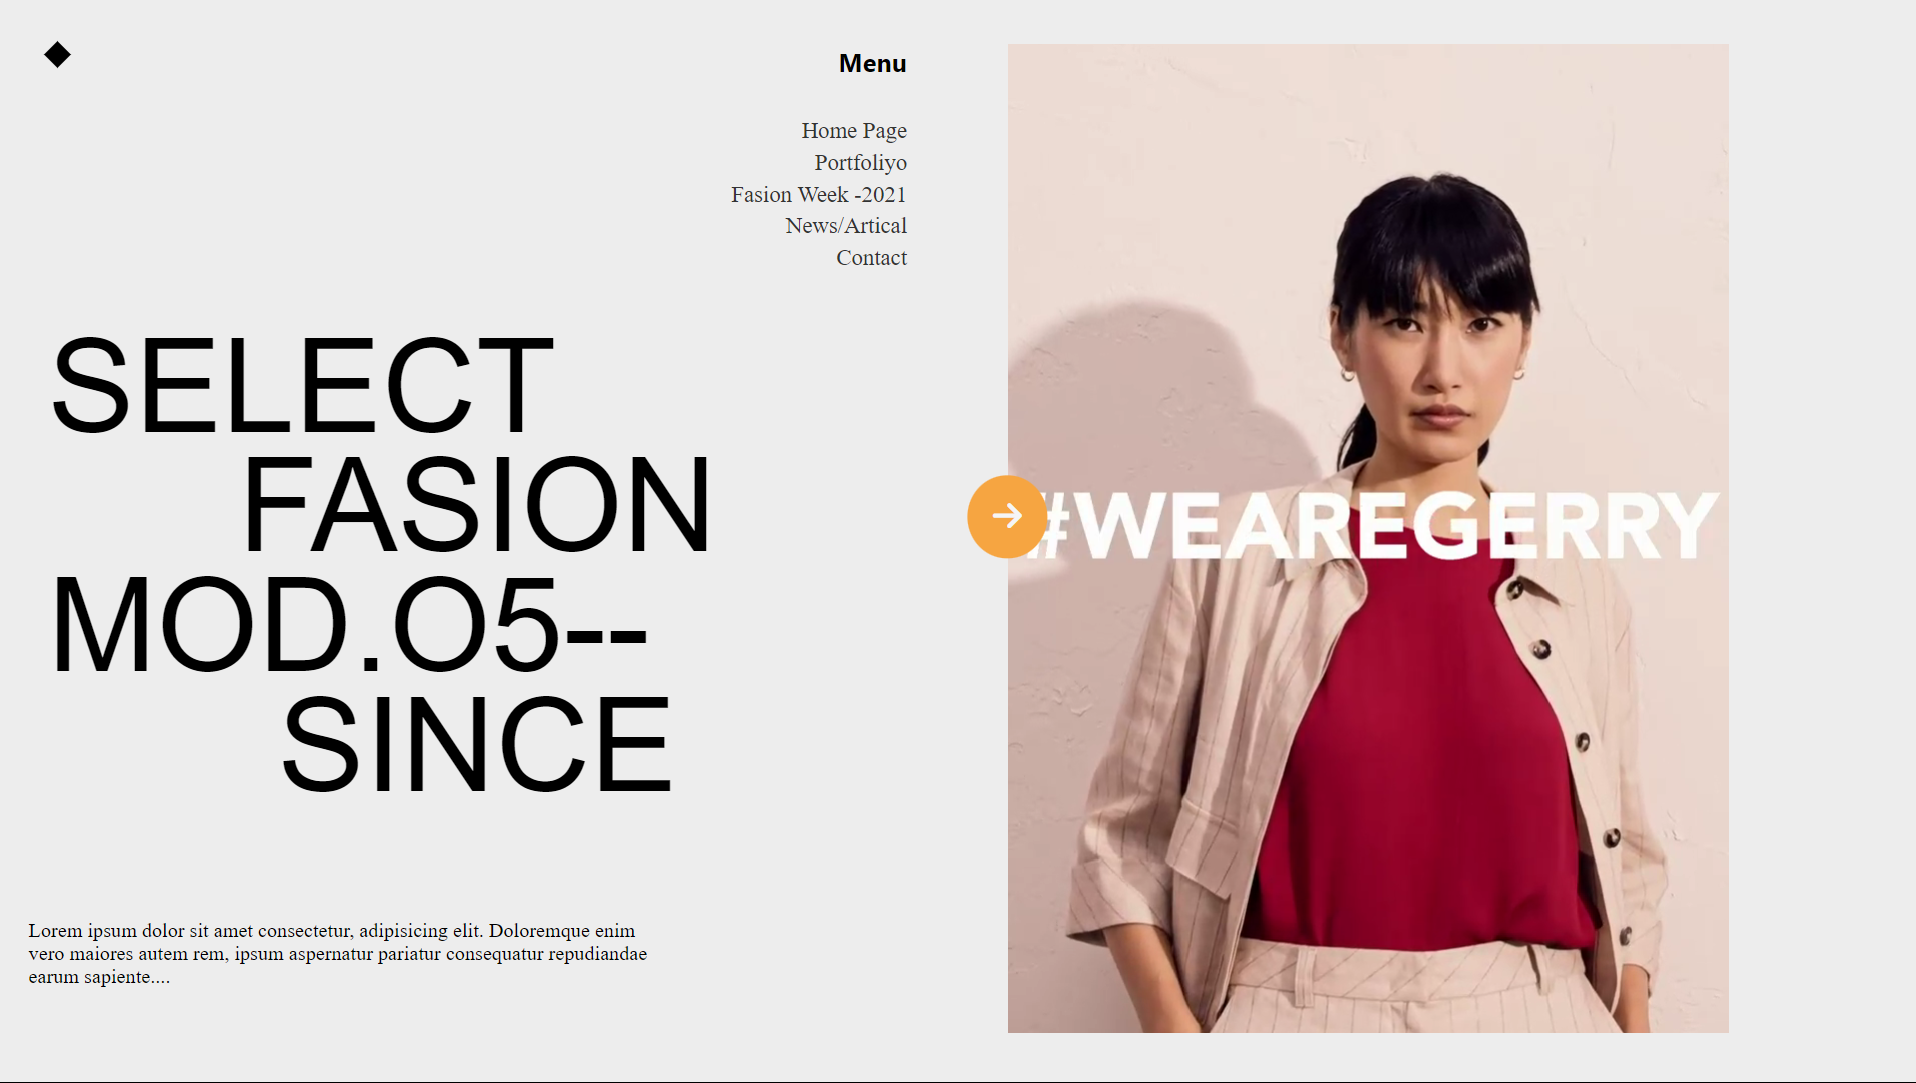 Menu
Home Page
Portfoliyo
Fasion Week -2021
News/Artical
Contact
SELECT
FASION
MOD.O5--
SINCE
#WEAREGERRY
Lorem ipsum dolor sit amet consectetur, adipisicing elit. Doloremque enim
vero maiores autem rem, ipsum aspernatur pariatur consequatur repudiandae
earum sapiente....